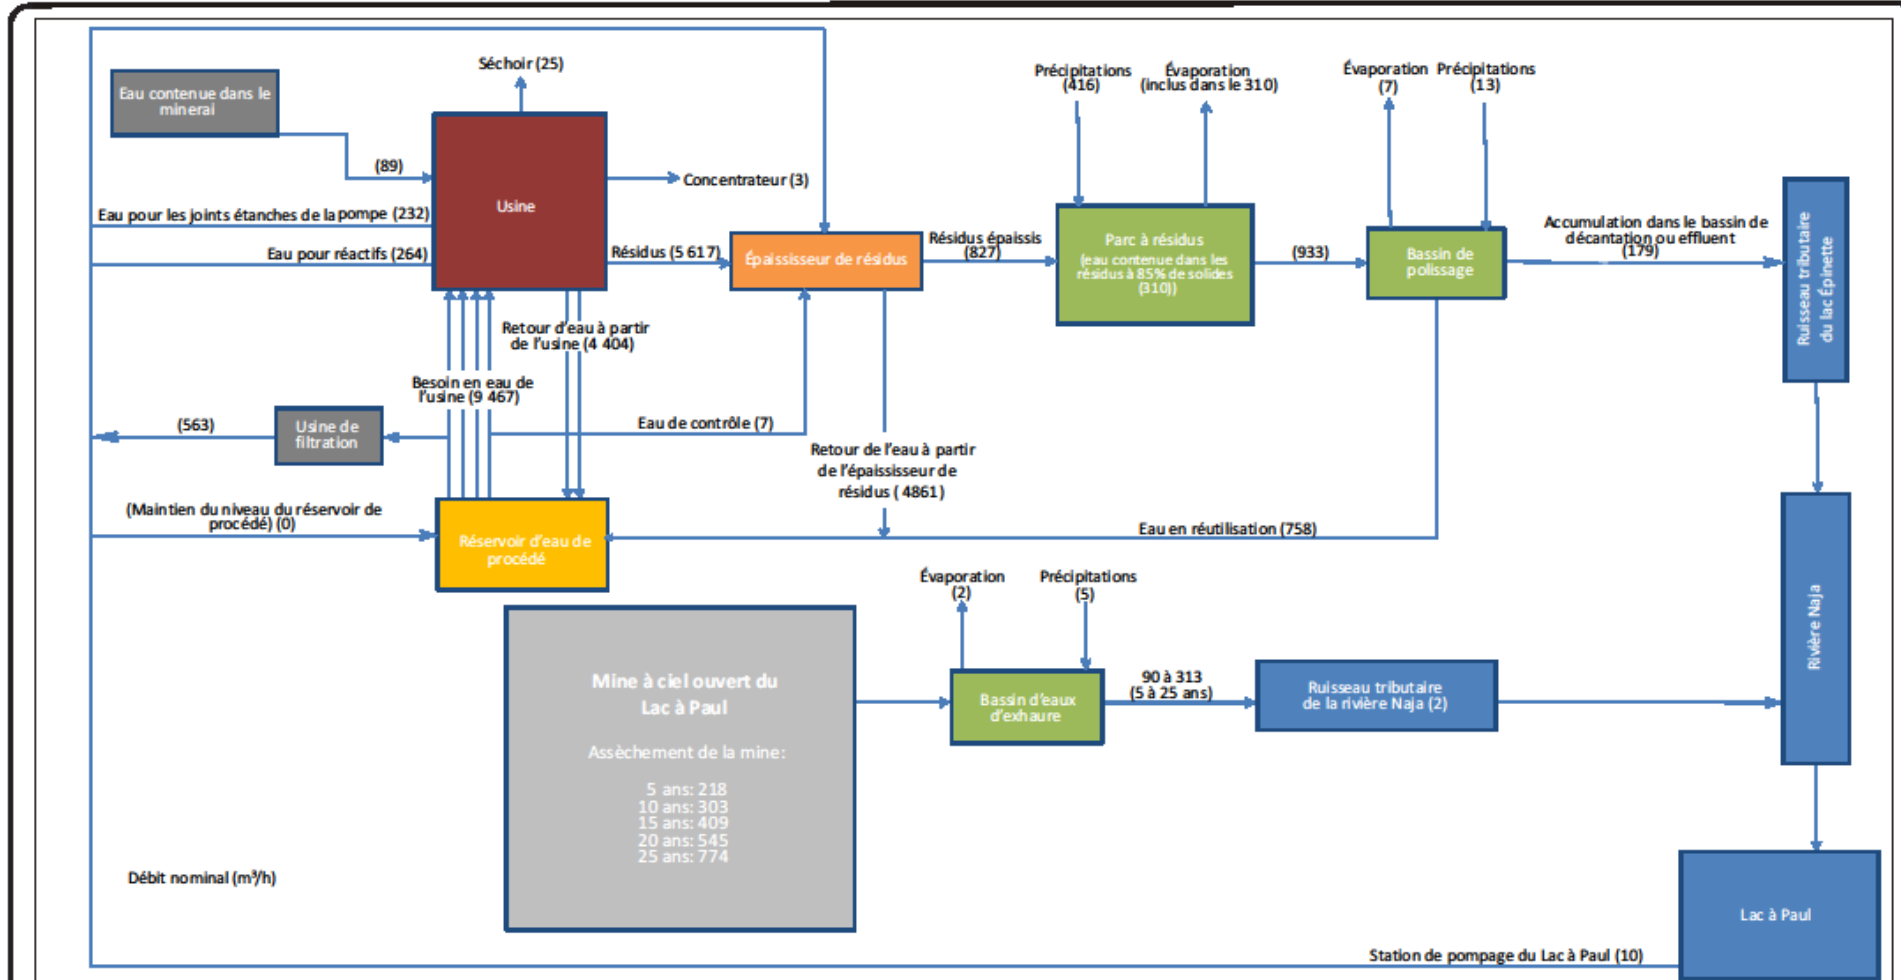 Séchoir (25)
Précipitations
(416)
Évaporation
(inclus dans le 310)
Évaporation
(7)
Précipitations
(13)
Eau contenue dans le
minerai
(89)
Usine
Concentrateur (3)
Eau pour les joints étanches de la pompe (232)
Eau pour réactifs (264)
Résidus (5 617)
Épaississeur de résidus
Résidus épaissis
(827)
Parc à résidus
(eau contenue dans les
résidus à 85% de solides
(310))
(933)
Bassin de
polissage
Accumulation dans le bassin de
décantation ou effluent
(179)
Ruisseau tributaire
du lac Épinette
Retour d'eau à partir
de l'usine (4 404)
Besoin en eau de
l'usine (9 467)
(563)
Usine de
filtration
Eau de contrôle (7)
Retour de l'eau à partir
de l'épaississeur de
résidus ( 4861)
(Maintien du niveau du réservoir de
procédé) (0)
Réservoir d'eau de
procédé
Eau en réutilisation (758)
Évaporation
(2)
Précipitations
(5)
Mine à ciel ouvert du
Lac à Paul
Assèchement de la mine:
5 ans: 218
10 ans: 303
15 ans: 409
20 ans: 545
25 ans: 774
Bassin d'eaux
d'exhaure
90 à 313
(5 à 25 ans)
Ruisseau tributaire
de la rivière Naja (2)
Rivière Naja
Débit nominal (m³/h)
Lac à Paul
Station de pompage du Lac à Paul (10)